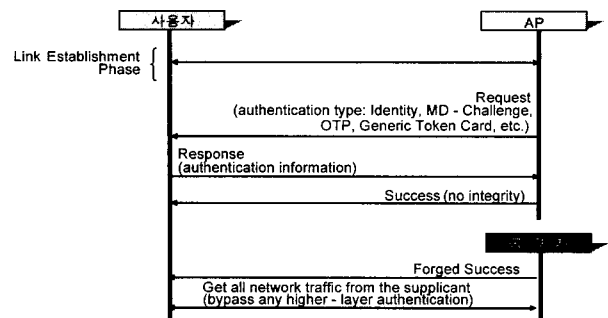 사용자
AP
Link Establishment
Phase
Request
(authentication type: Identity, MD - Challenge,
OTP, Generic Token Card, etc.)
Response
(authentication information)
Success (no integrity)
Forged Success
Get all network traffic from the supplicant
(bypass any higher - layer authentication)